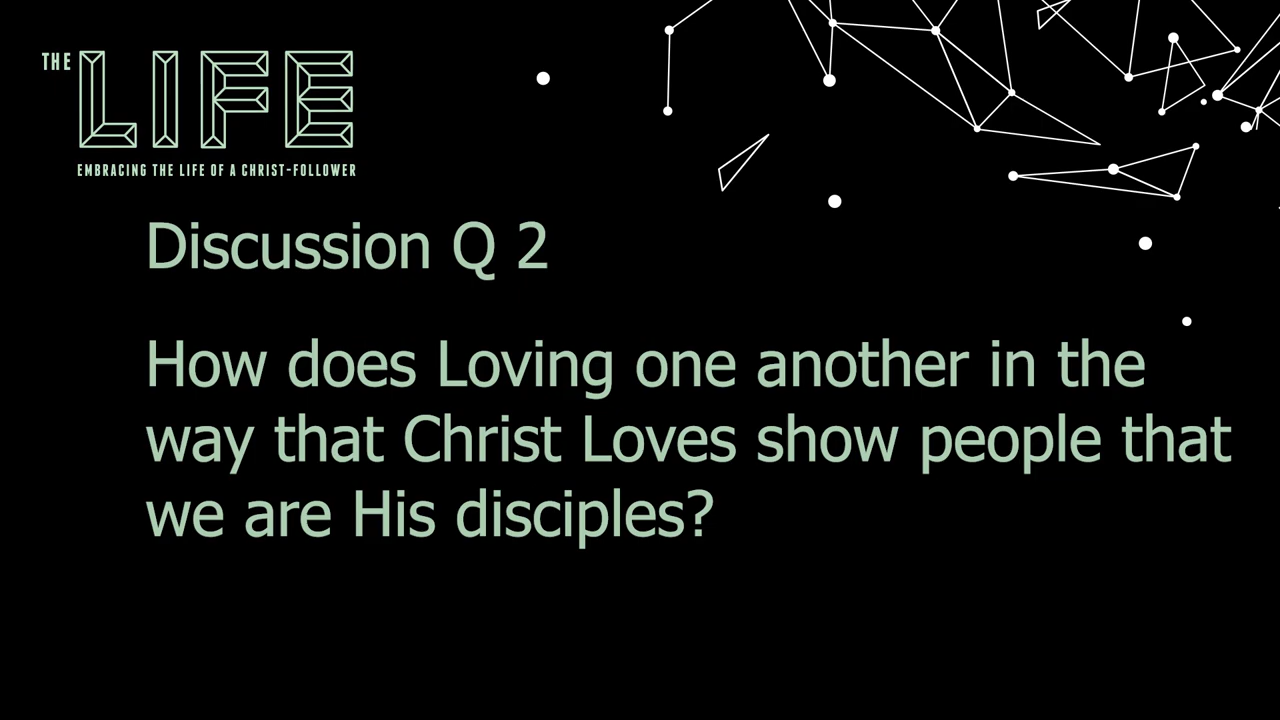 THE LIFE
EMBRACING THE LIFE OF A CHRIST-FOLLOWER
Discussion Q 2
How does Loving one another in the
way that Christ Loves show people that
we are His disciples?